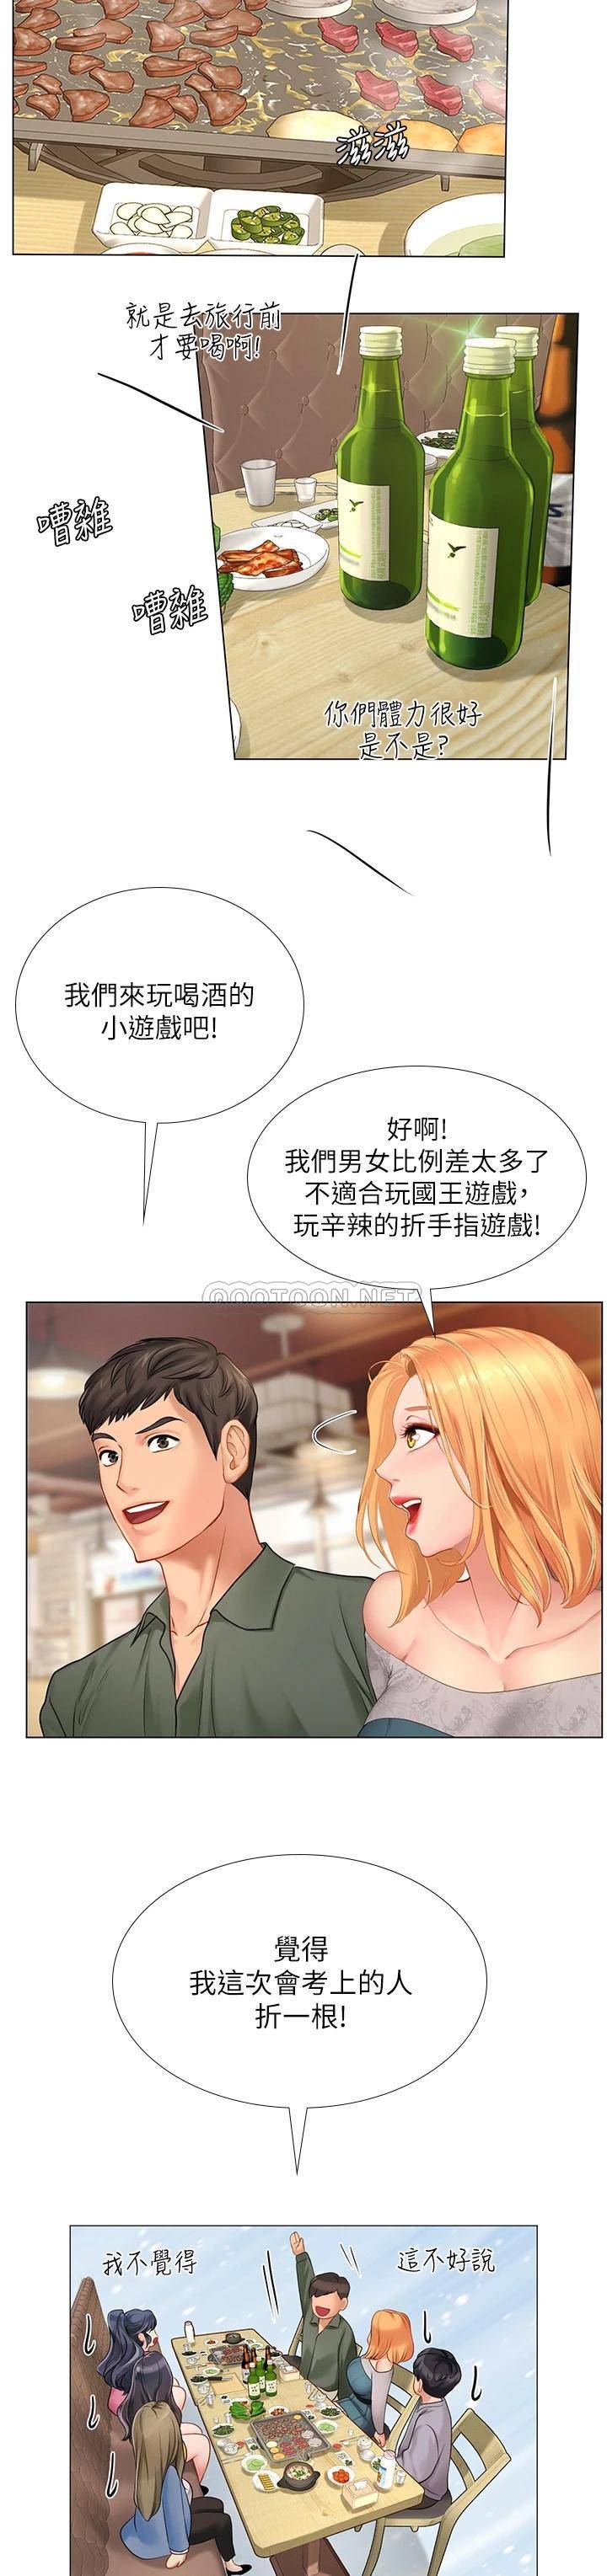 滋滋
就是去旅行前
才要喝啊!
嘈雜
嘈雜
你們體力很好
是不是?
我們來玩喝酒的
小遊戲吧!
好啊!
我們男女比例差太多了
不適合玩國王遊戲，
玩辛辣的折手指遊戲!
QOOTOON.NET
覺得
我這次會考上的人
折一根!
我不覺得
這不好說